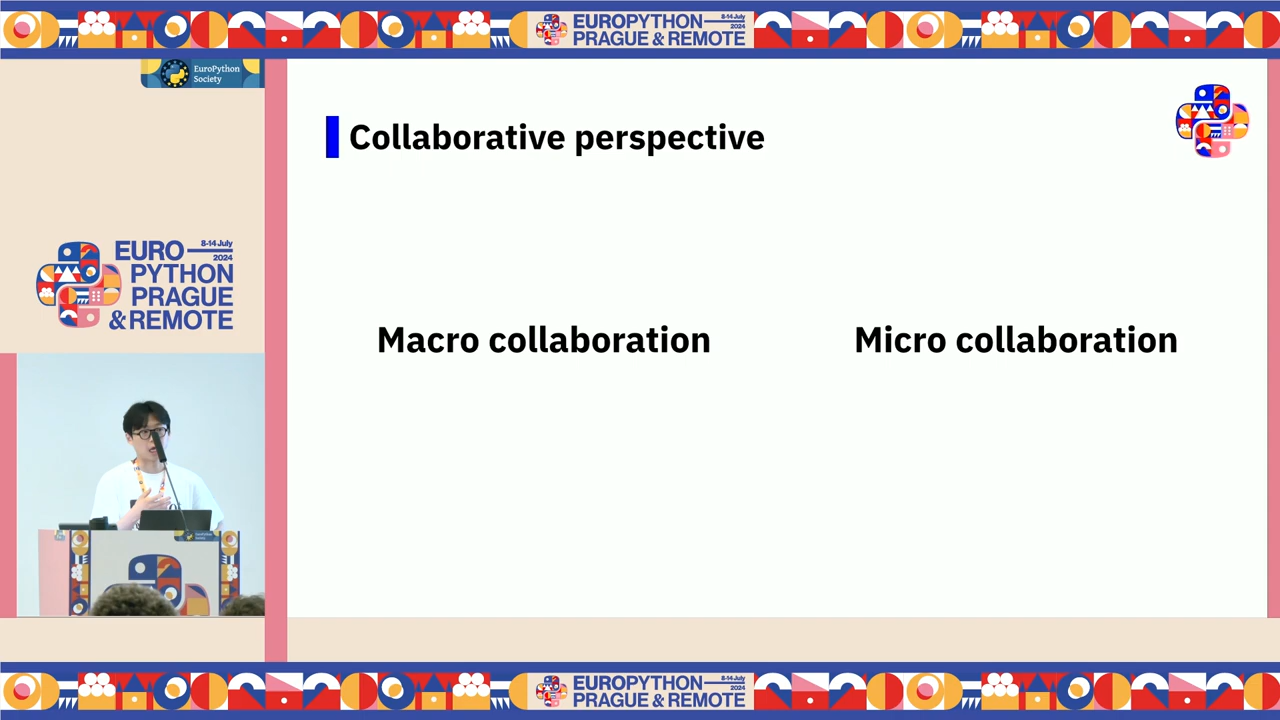 EUROPYTHON
8-14 July
2024
PRAGUE & REMOTE
EuroPython
Society
Collaborative perspective
EURO
8-14 July
2024
PYTHON
PRAGUE
& REMOTE
Macro collaboration
Micro collaboration
EUROPYTHON
8-14 July
2024
PRAGUE & REMOTE